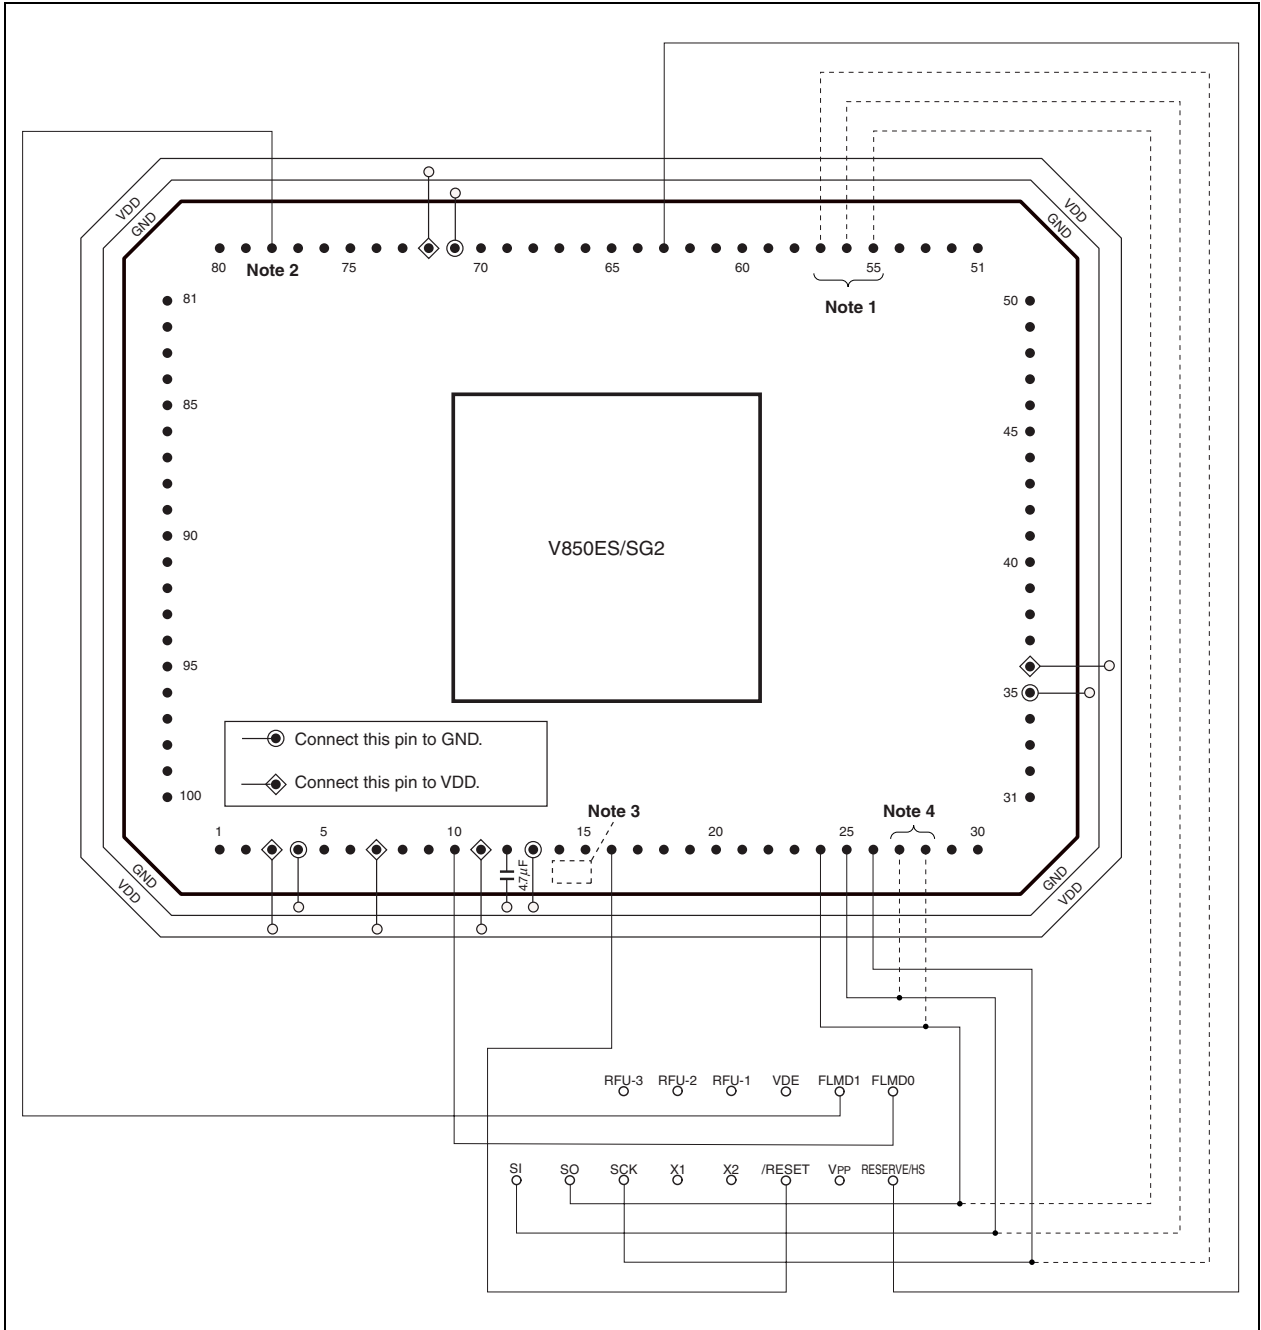 VDD
GND
VDD
GND
80
Note 2
75
70
65
60
55
51
Note 1
81
50
85
45
90
V850ES/SG2
40
95
35
Connect this pin to GND.
Connect this pin to VDD.
100
31
Note 3
Note 4
1
5
10
15
20
25
30
4.7 μF
GND
VDD
GND
VDD
RFU-3 RFU-2 RFU-1 VDE FLMD1 FLMD0
SI SO SCK X1 X2 /RESET VPP RESERVE/HS